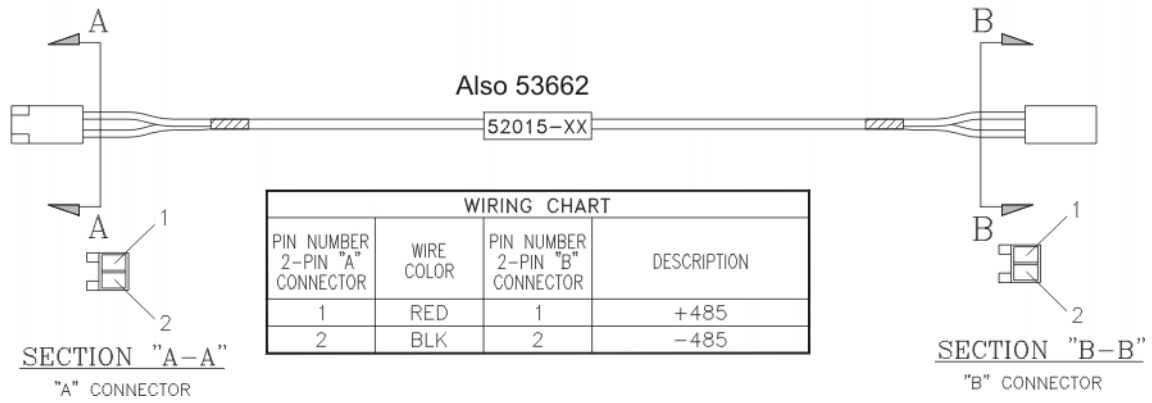 A
B
Also 53662
52015-XX
A
B
1
2
SECTION "A-A"
"A" CONNECTOR
WIRING CHART
PIN NUMBER 2-PIN "A" CONNECTOR
WIRE COLOR
PIN NUMBER 2-PIN "B" CONNECTOR
DESCRIPTION
1 RED 1 +485
2 BLK 2 -485
1
2
SECTION "B-B"
"B" CONNECTOR